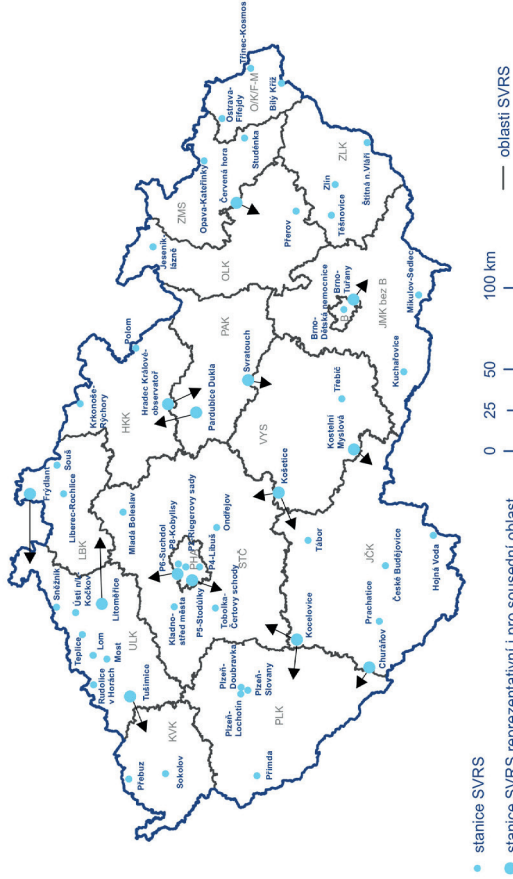 Frýdlant
Sněžník
Souš
Liberec-Rochlice
LBK
Krkonoše-
Rýchory
Teplice
Ústí n/L-
Kočkov
Lom
Rudolice
v Horách
Most
Litoměřice
ULK
Tušimice
Mladá Boleslav
HKK
Polom
Přebuz
KVK
Sokolov
Hradec Králové-
observatoř
Jeseník
lázně
Kladno-
střed města
P6-Suchdol
P8-Kobylisy
P2-Riegerovy sady
PHA
P4-Libuš
P5-Stodůlky
Pardubice Dukla
PAK
ZMS
Opava-Kateřinky
Červená hora
Ostrava-
Fifejdy
Třinec-Kosmos
O/K/F-M
Bílý Kříž
Studénka
OLK
Tobolka-
Čertovy schody
STČ
Ondřejov
Svratouch
Plzeň-
Lochotín
Plzeň-
Doubravka
Plzeň-
Slovany
Přimda
PLK
Košetice
VYS
Přerov
Kocelovice
Tábor
Třebíč
Kostelní
Myslová
Brno-
Dětská nemocnice
B
Brno-
Tuřany
Těšnovice
Zlín
ZLK
Štítná n.Vláří
Churáňov
Prachatice
JČK
České Budějovice
Kuchařovice
JMK bez B
Mikulov-Sedlec
Hojná Voda
stanice SVRS
stanice SVRS reprezentativní i pro sousední oblast
0 25 50 100 km
oblasti SVRS